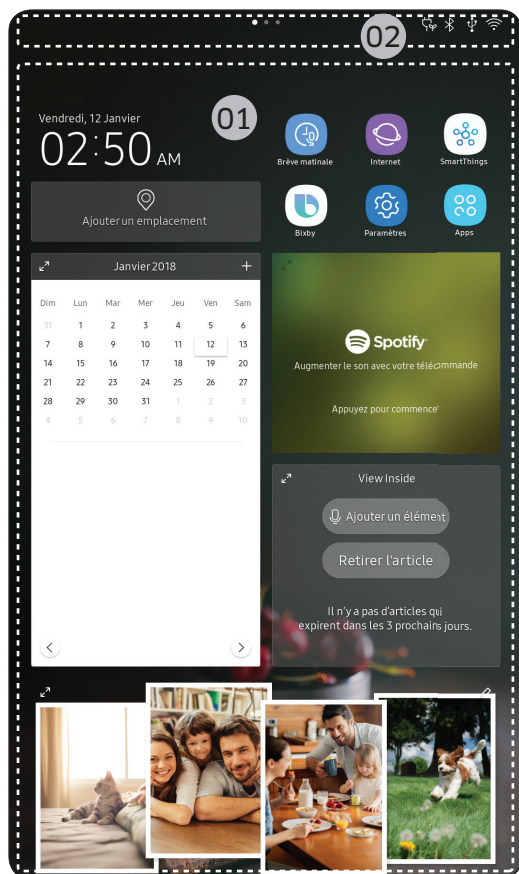 02
01
Vendredi, 12 Janvier
02:50 AM
Ajouter un emplacement
Brève matinale
Internet
SmartThings
Bixby
Paramètres
Apps
Janvier 2018 +
Dim Lun Mar Mer Jeu Ven Sam
31 1 2 3 4 5 6
7 8 9 10 11 12 13
14 15 16 17 18 19 20
21 22 23 24 25 26 27
28 29 30 31 1 2 3
4 5 6 7 8 9 10
Spotify
Augmenter le son avec votre télécommande
Appuyez pour commencer
View Inside
Ajouter un élément
Retirer l'article
Il n'y a pas d'articles qui
expirent dans les 3 prochains jours.